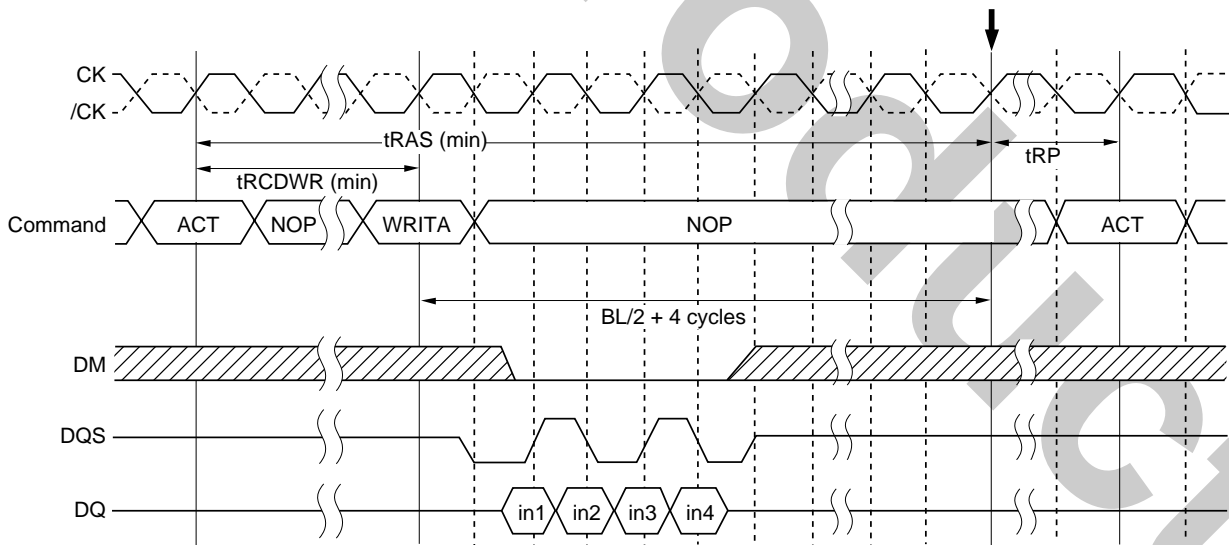 CK
/CK
tRAS (min)
tRP
tRCDWR (min)
Command ACT NOP WRITA NOP ACT
BL/2 + 4 cycles
DM
DQS
DQ in1 in2 in3 in4
oduct